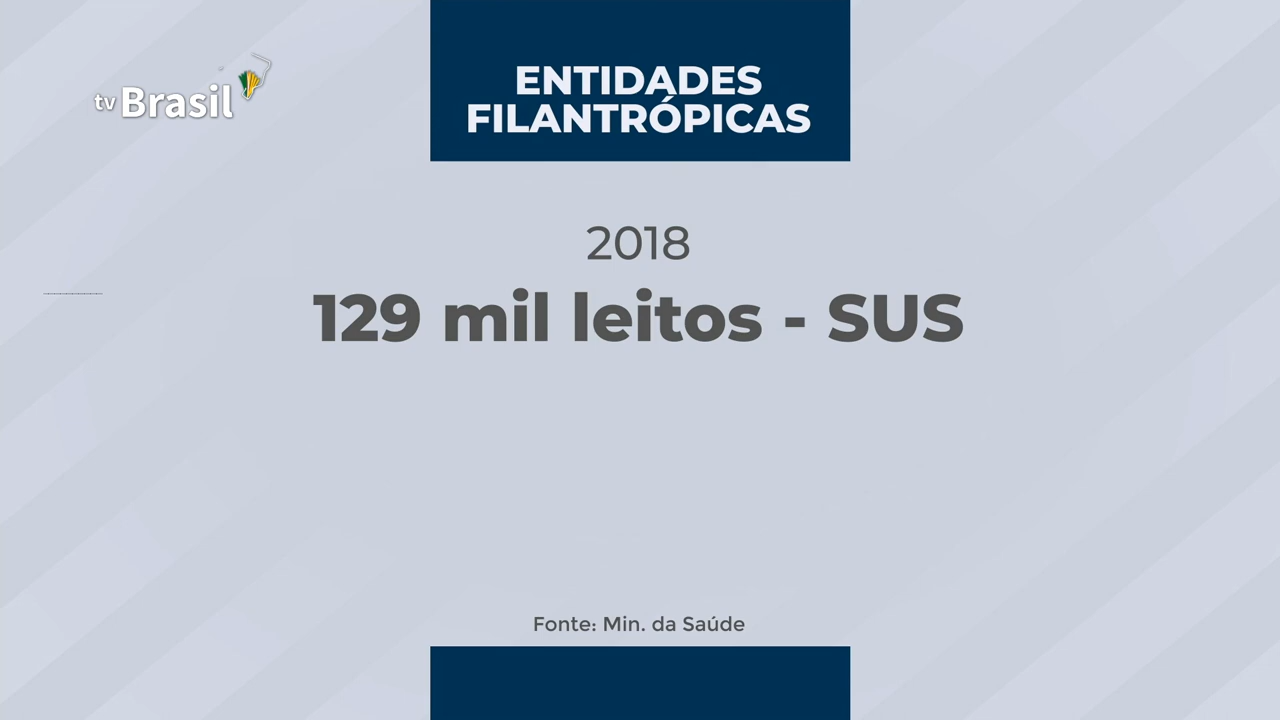 tv Brasil
ENTIDADES
FILANTRÓPICAS
2018
129 mil leitos - SUS
Fonte: Min. da Saúde